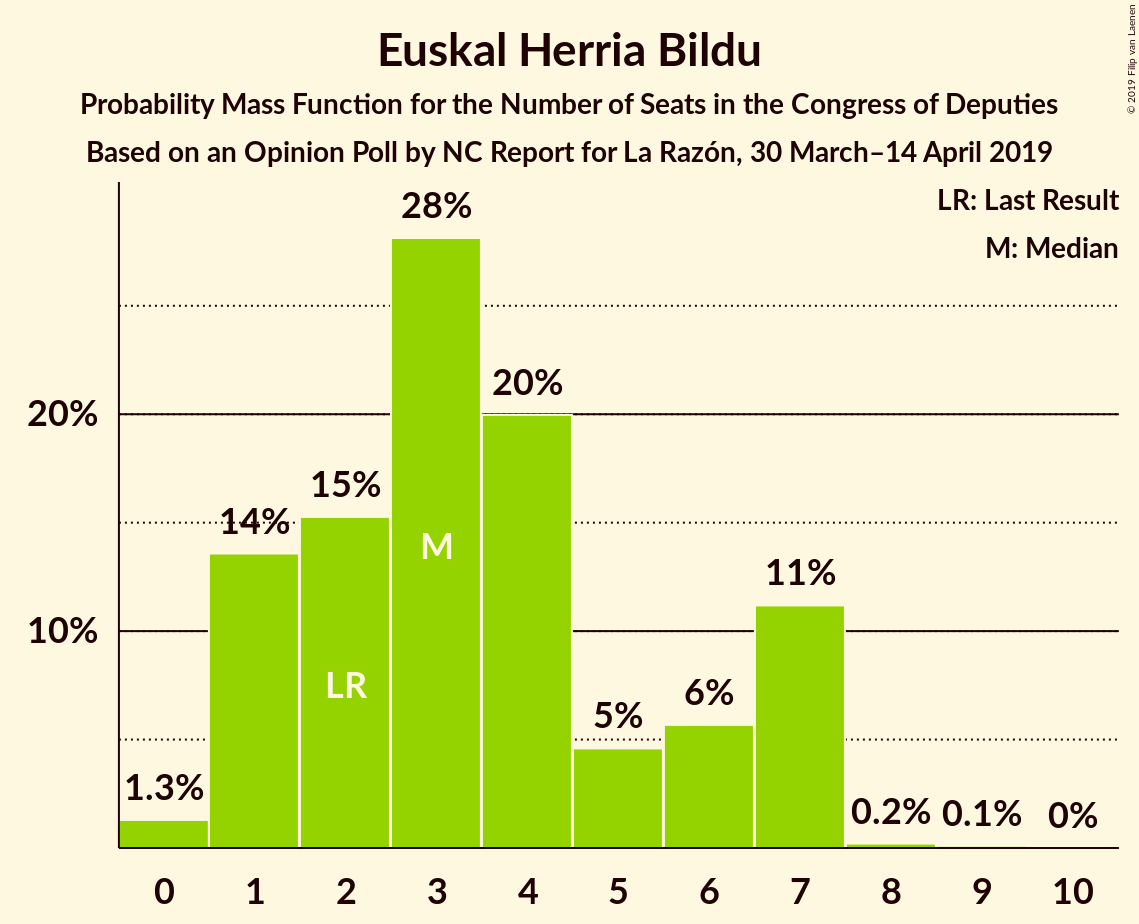 Euskal Herria Bildu
Probability Mass Function for the Number of Seats in the Congress of Deputies
Based on an Opinion Poll by NC Report for La Razón, 30 March–14 April 2019
© 2019 Filip van Laenen
LR: Last Result
M: Median
28%
20%
20%
15%
14%
M
11%
10%
LR
6%
5%
1.3%
0.2%
0.1%
0%
0 1 2 3 4 5 6 7 8 9 10